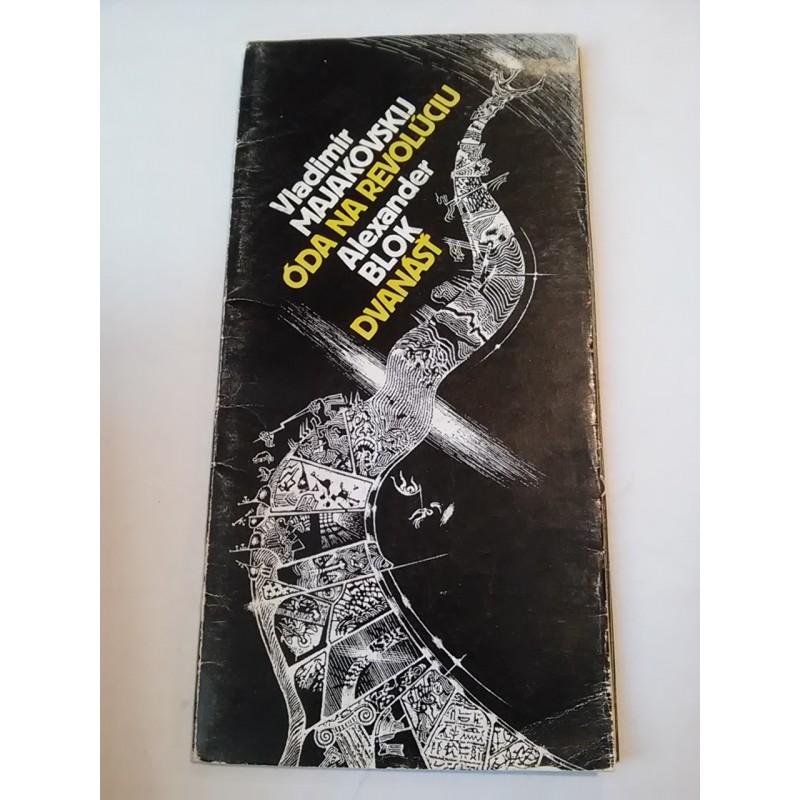 Vladimír
MAJAKOVSKIJ
ÓDA NA REVOLÚCIU
Alexander
BLOK
DVANÁSŤ